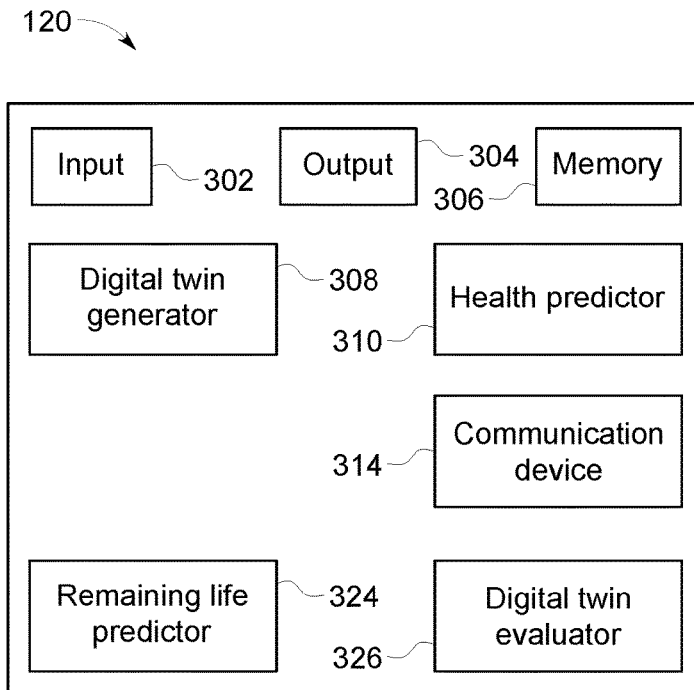 120
Input
302
Output
304
Memory
306
Digital twin
generator
308
Health predictor
310
Communication
device
314
Remaining life
predictor
324
Digital twin
evaluator
326